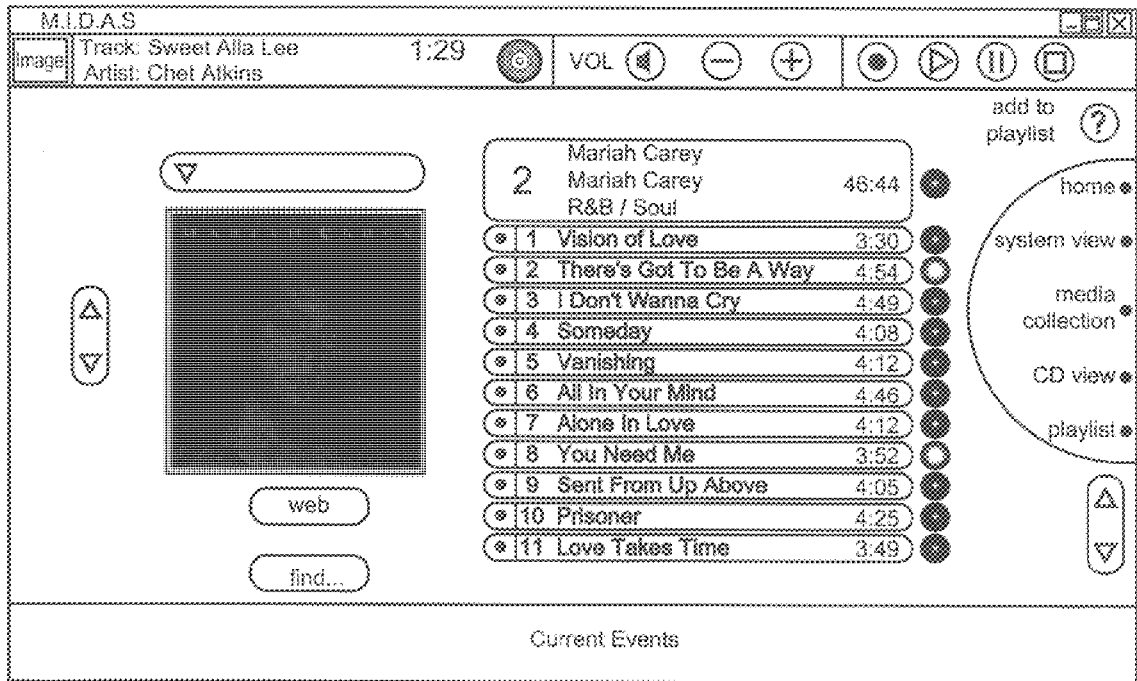 M.I.D.A.S
Image
Track: Sweet Alla Lee 1:29
Artist: Chet Atkins
VOL
add to
playlist
?
2
Mariah Carey
Mariah Carey
R&B / Soul
46:44
1 Vision of Love 3:30
2 There's Got To Be A Way 4:54
3 I Don't Wanna Cry 4:49
4 Someday 4:08
5 Vanishing 4:12
6 All In Your Mind 4:46
7 Alone In Love 4:12
8 You Need Me 3:52
9 Sent From Up Above 4:05
10 Prisoner 4:25
11 Love Takes Time 3:49
home
system view
media
collection
CD view
playlist
web
find...
Current Events